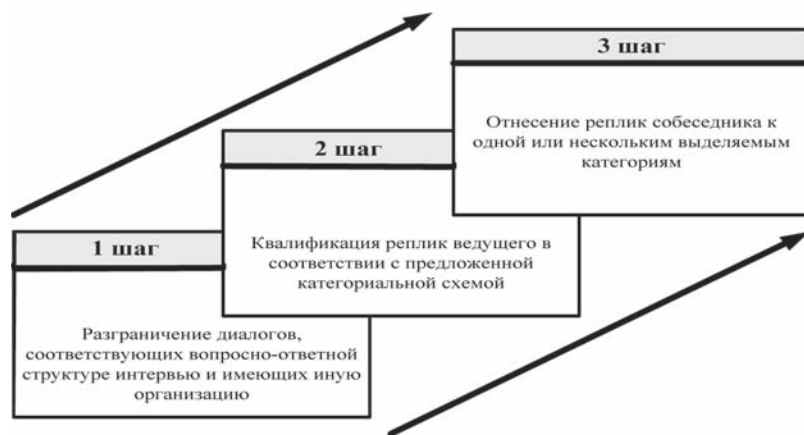 3 шаг
Отнесение реплик собеседника к
одной или нескольким выделяемым
категориям
2 шаг
Квалификация реплик ведущего в
соответствии с предложенной
категориальной схемой
1 шаг
Разграничение диалогов,
соответствующих вопросно-ответной
структуре интервью и имеющих иную
организацию